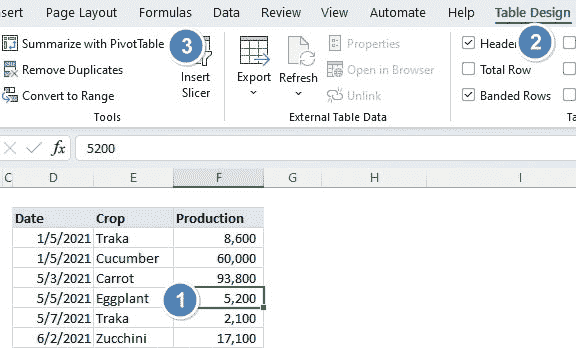 nsert Page Layout Formulas Data Review View Automate Help Table Design
Summarize with PivotTable 3 Properties Header 2
Remove Duplicates Insert Slicer Export Refresh Open in Browser Total Row
Convert to Range Unlink Banded Rows
Tools External Table Data Ta
fx 5200
C D E F G H I
Date Crop Production
1/5/2021 Traka 8,600
1/5/2021 Cucumber 60,000
5/3/2021 Carrot 93,800
5/5/2021 Eggplant 1 5,200
5/7/2021 Traka 2,100
6/2/2021 Zucchini 17,100